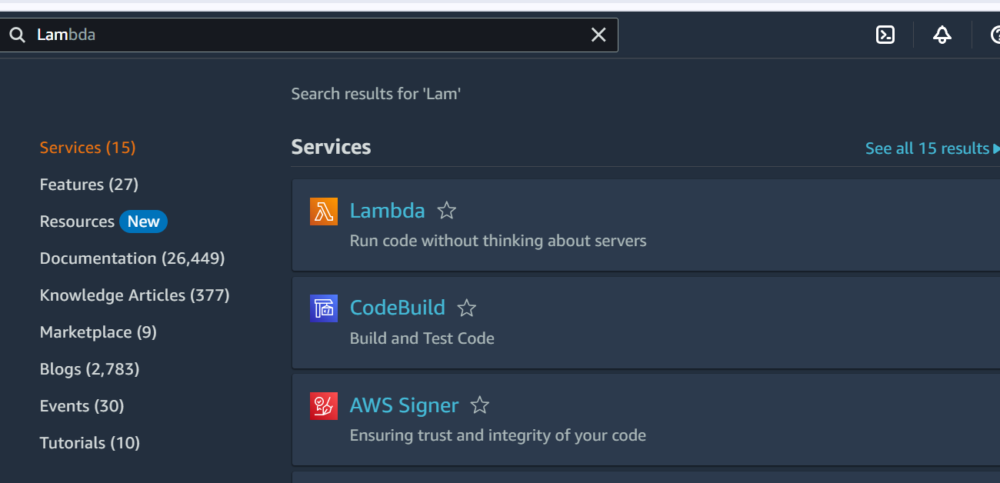 Lambda
Search results for 'Lam'
Services (15)
Features (27)
Resources New
Documentation (26,449)
Knowledge Articles (377)
Marketplace (9)
Blogs (2,783)
Events (30)
Tutorials (10)
Services
See all 15 results
Lambda
Run code without thinking about servers
CodeBuild
Build and Test Code
AWS Signer
Ensuring trust and integrity of your code